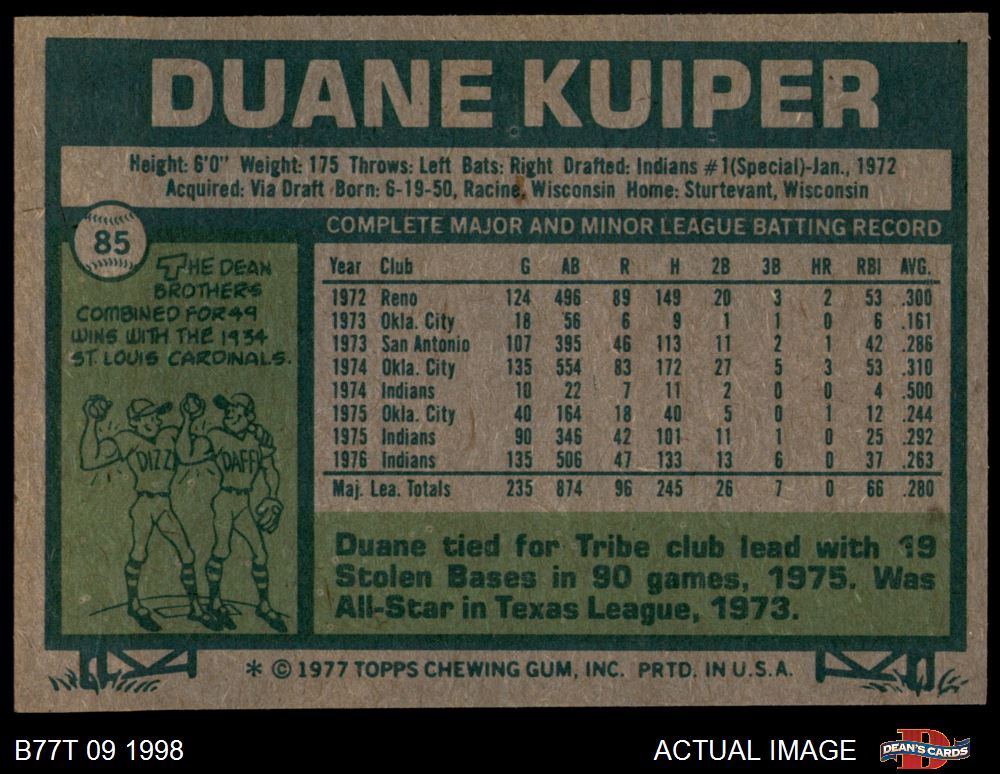 DUANE KUIPER
Height: 6'0" Weight: 175 Throws: Left Bats: Right Drafted: Indians #1(Special)-Jan., 1972
Acquired: Via Draft Born: 6-19-50, Racine, Wisconsin Home: Sturtevant, Wisconsin
85
THE DEAN
BROTHERS
COMBINED FOR 49
WINS WITH THE 1934
ST. LOUIS CARDINALS.
DIZZ
DAFF
COMPLETE MAJOR AND MINOR LEAGUE BATTING RECORD
Year Club G AB R H 2B 3B HR RBI AVG.
1972 Reno 124 496 89 149 20 3 2 53 .300
1973 Okla. City 18 56 6 9 1 1 0 6 .161
1973 San Antonio 107 395 46 113 11 2 1 42 .286
1974 Okla. City 135 554 83 172 27 5 3 53 .310
1974 Indians 10 22 7 11 2 0 0 4 .500
1975 Okla. City 40 164 18 40 5 0 1 12 .244
1975 Indians 90 346 42 101 11 1 0 25 .292
1976 Indians 135 506 47 133 13 6 0 37 .263
Maj. Lea. Totals 235 874 96 245 26 7 0 66 .280
Duane tied for Tribe club lead with 19
Stolen Bases in 90 games, 1975. Was
All-Star in Texas League, 1973.
* © 1977 TOPPS CHEWING GUM, INC. PRTD. IN U.S.A.
B77T 09 1998
ACTUAL IMAGE
DEAN'S CARDS